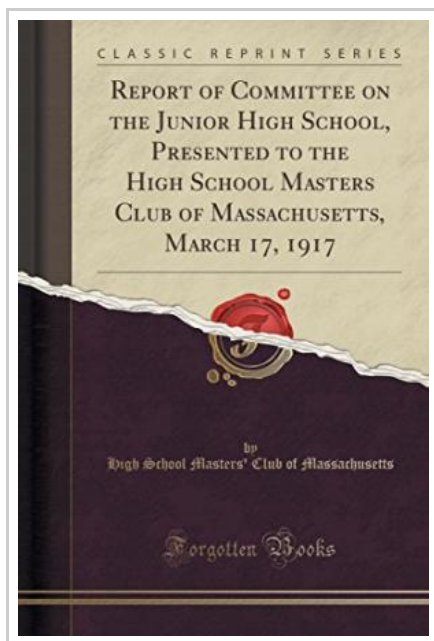 CLASSIC REPRINT SERIES
REPORT OF COMMITTEE ON
THE JUNIOR HIGH SCHOOL,
PRESENTED TO THE
HIGH SCHOOL MASTERS
CLUB OF MASSACHUSETTS,
MARCH 17, 1917
by
High School Masters' Club of Massachusetts
Forgotten Books